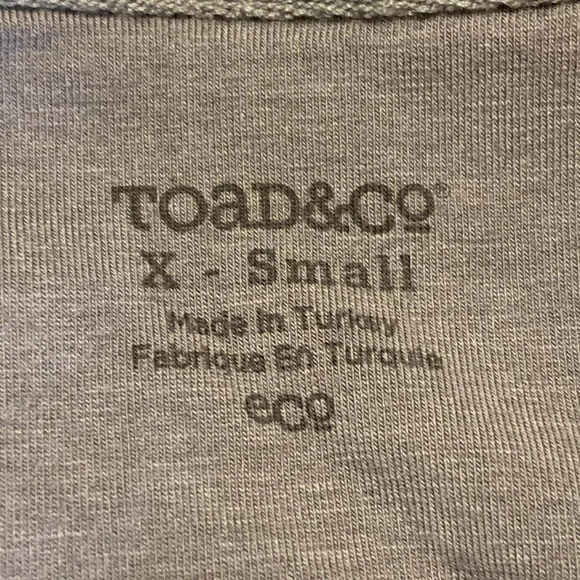 TOAD&CO®
X - Small
Made In Turkey
Fabrique En Turquie
eco